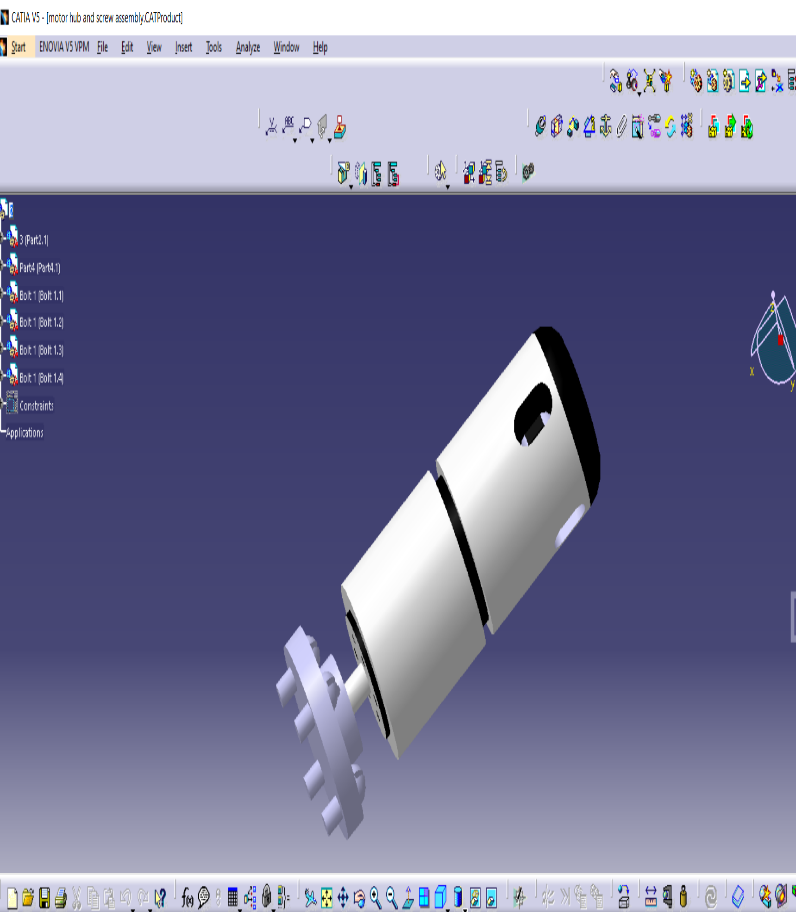 CATIA V5 - [motor hub and screw assembly.CATProduct]
Start ENOVIA V5 VPM File Edit View Insert Tools Analyze Window Help
3 (Part2.1)
Part4 (Part4.1)
Bolt 1 (Bolt 1.1)
Bolt 1 (Bolt 1.2)
Bolt 1 (Bolt 1.3)
Bolt 1 (Bolt 1.4)
Constraints
Applications
x
y